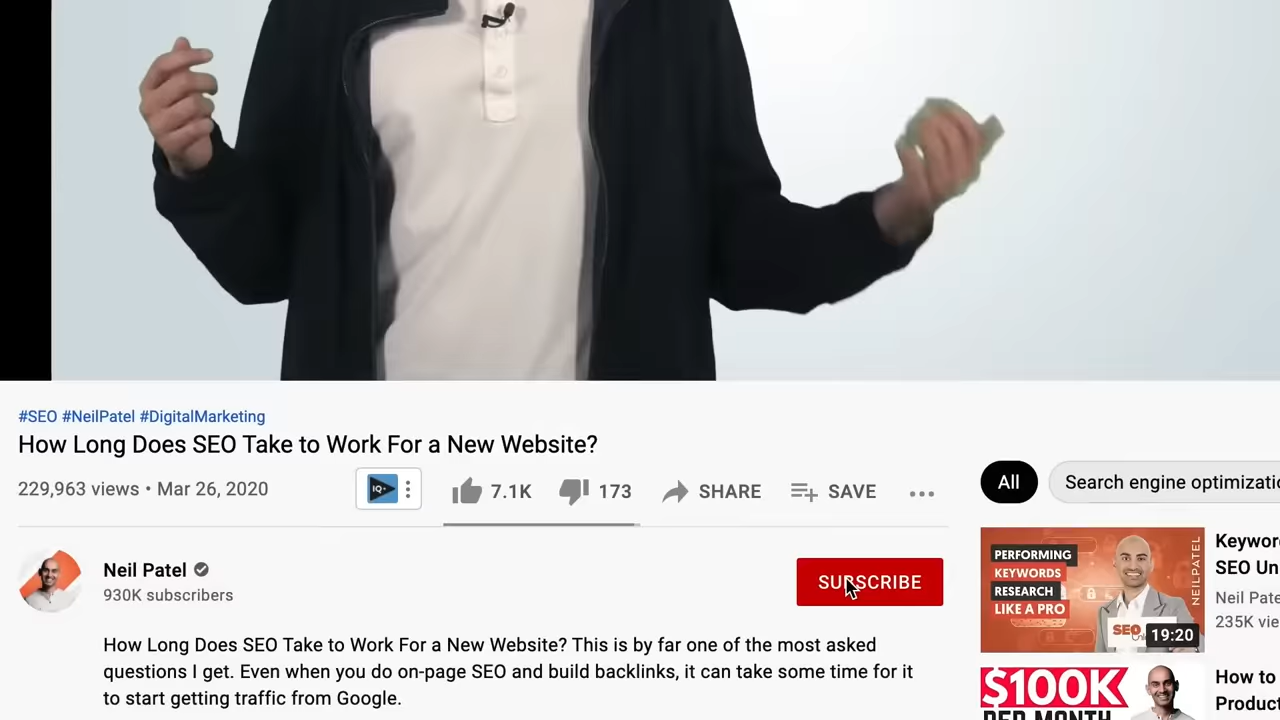 #SEO #NeilPatel #DigitalMarketing
How Long Does SEO Take to Work For a New Website?
229,963 views • Mar 26, 2020
IQ+
7.1K
173
SHARE
SAVE
Neil Patel
930K subscribers
SUBSCRIBE
How Long Does SEO Take to Work For a New Website? This is by far one of the most asked
questions I get. Even when you do on-page SEO and build backlinks, it can take some time for it
to start getting traffic from Google.
All
Search engine optimizatio
PERFORMING
KEYWORDS
RESEARCH
LIKE A PRO
NEILPATEL
SEO
19:20
Keywor
SEO Un
Neil Pate
235K vie
$100K
PER MONTH
How to
Product